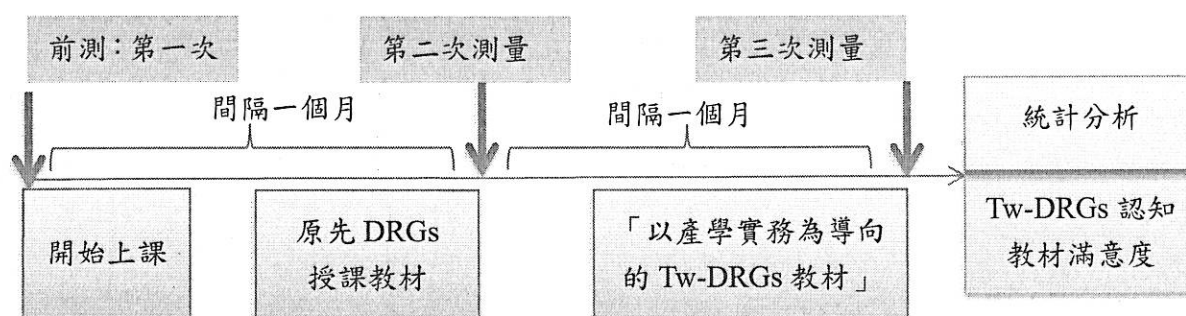 前測：第一次
第二次測量
第三次測量
間隔一個月
間隔一個月
統計分析
開始上課
原先 DRGs
授課教材
「以產學實務為導向
的 Tw-DRGs 教材」
Tw-DRGs 認知
教材滿意度